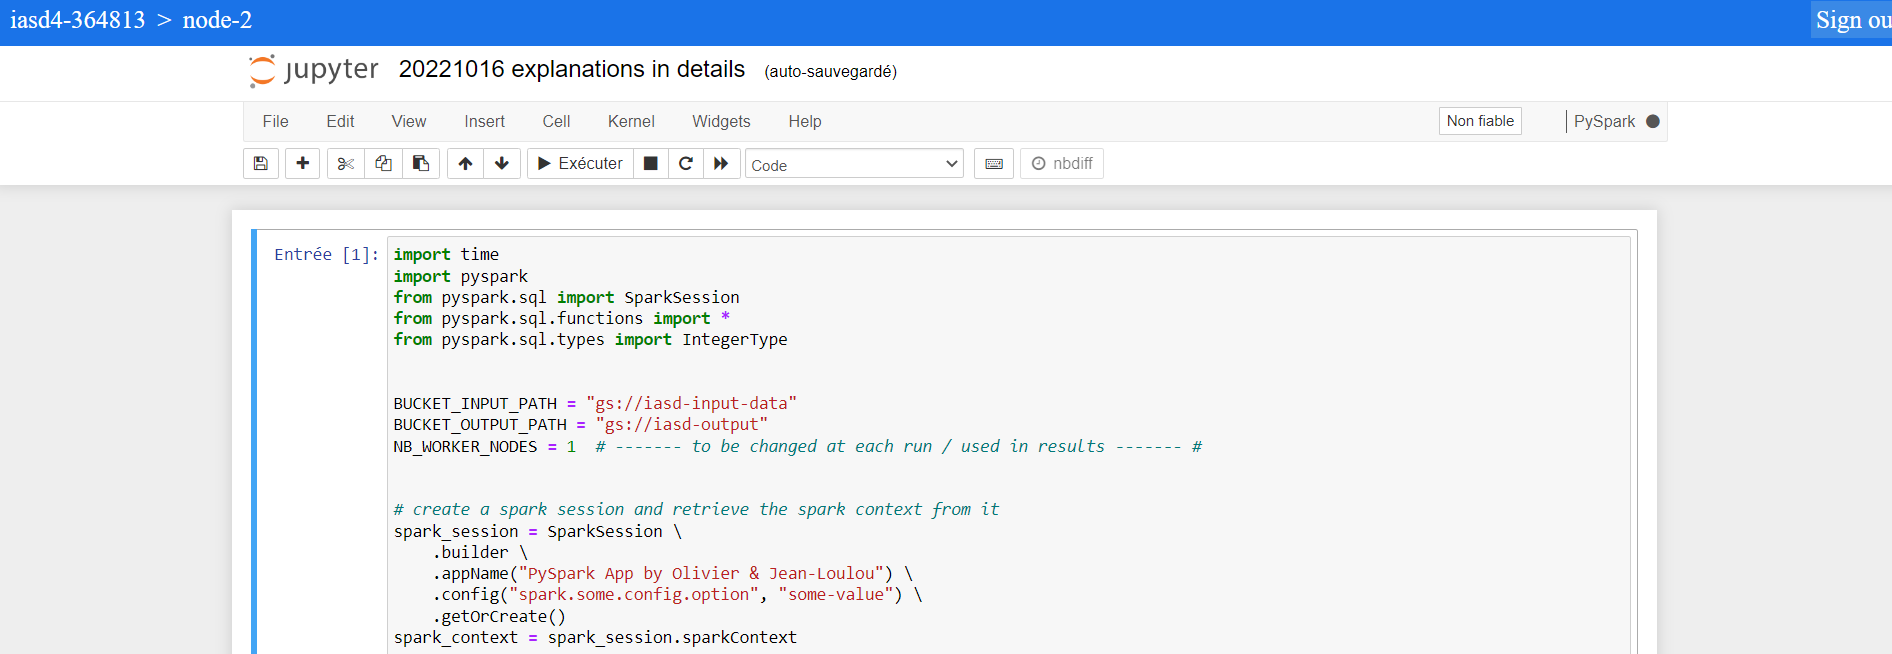 iasd4-364813 > node-2
Sign ou
jupyter 20221016 explanations in details (auto-sauvegardé)
File Edit View Insert Cell Kernel Widgets Help Non fiable PySpark
Exécuter Code nbdiff
Entrée [1]: import time
import pyspark
from pyspark.sql import SparkSession
from pyspark.sql.functions import *
from pyspark.sql.types import IntegerType
BUCKET_INPUT_PATH = "gs://iasd-input-data"
BUCKET_OUTPUT_PATH = "gs://iasd-output"
NB_WORKER_NODES = 1  # ------- to be changed at each run / used in results ------- #
# create a spark session and retrieve the spark context from it
spark_session = SparkSession \
    .builder \
    .appName("PySpark App by Olivier & Jean-Loulou") \
    .config("spark.some.config.option", "some-value") \
    .getOrCreate()
spark_context = spark_session.sparkContext